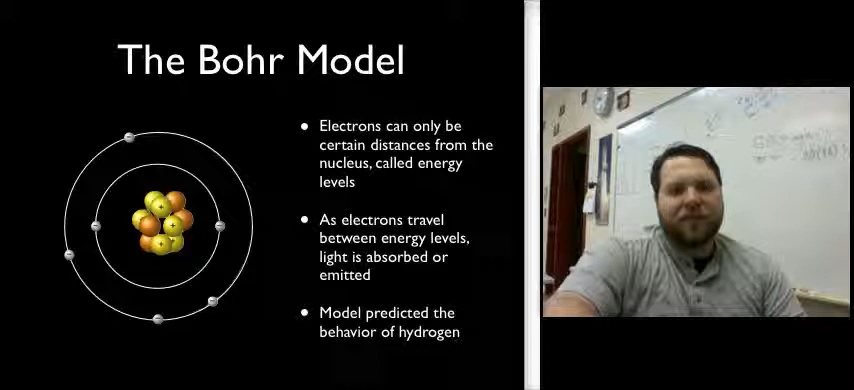 The Bohr Model
• Electrons can only be
certain distances from the
nucleus, called energy
levels
• As electrons travel
between energy levels,
light is absorbed or
emitted
• Model predicted the
behavior of hydrogen